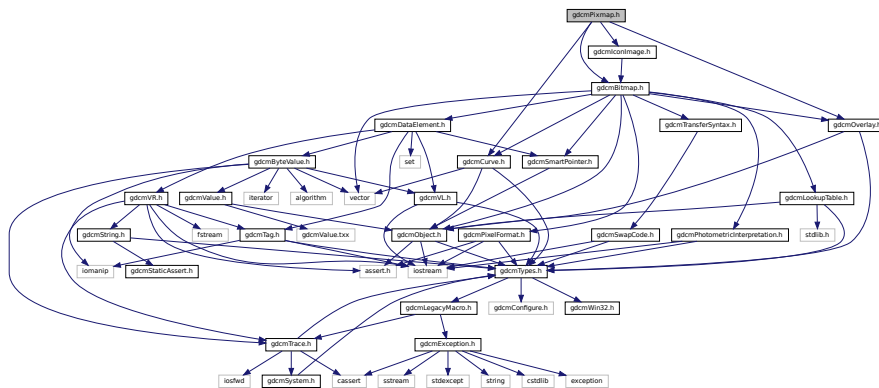 gdcmPixmap.h
gdcmIconImage.h
gdcmBitmap.h
gdcmDataElement.h
gdcmTransferSyntax.h
gdcmOverlay.h
gdcmByteValue.h
set
gdcmCurve.h
gdcmSmartPointer.h
gdcmVR.h
gdcmValue.h
iterator
algorithm
vector
gdcmVL.h
gdcmLookupTable.h
gdcmString.h
fstream
gdcmTag.h
gdcmValue.txx
gdcmObject.h
gdcmPixelFormat.h
gdcmSwapCode.h
gdcmPhotometricInterpretation.h
stdlib.h
iomanip
gdcmStaticAssert.h
assert.h
iostream
gdcmTypes.h
gdcmLegacyMacro.h
gdcmConfigure.h
gdcmWin32.h
gdcmTrace.h
gdcmException.h
iosfwd
gdcmSystem.h
cassert
sstream
stdexcept
string
cstdlib
exception